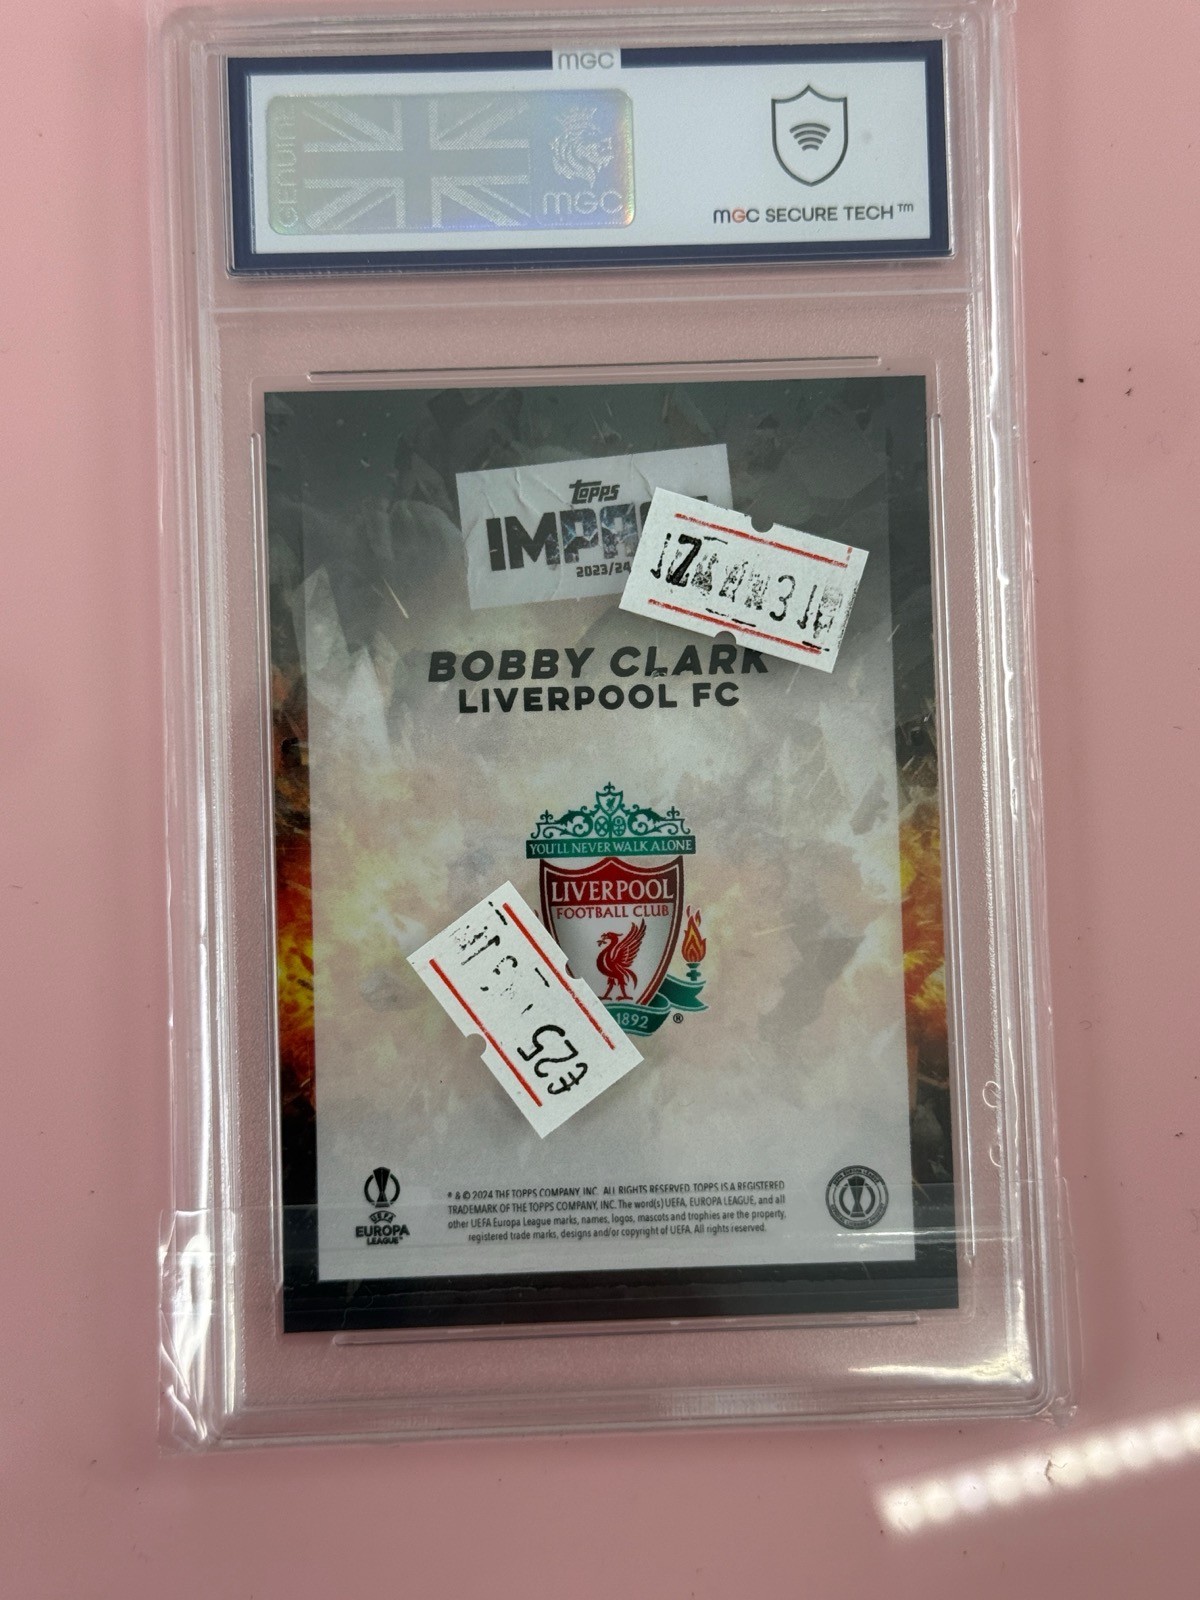 MGC
GENUINE
MGC
MGC SECURE TECH™
topps
2023/24
BOBBY CLARK
LIVERPOOL FC
YOU'LL NEVER WALK ALONE
LIVERPOOL
FOOTBALL CLUB
1892 ®
£25
UEFA
EUROPA
LEAGUE™
® & © 2024 THE TOPPS COMPANY, INC. ALL RIGHTS RESERVED. TOPPS IS A REGISTERED
TRADEMARK OF THE TOPPS COMPANY, INC. The word(s) UEFA, EUROPA LEAGUE, and all
other UEFA Europa League marks, names, logos, mascots and trophies are the property,
registered trade marks, designs and/or copyright of UEFA. All rights reserved.